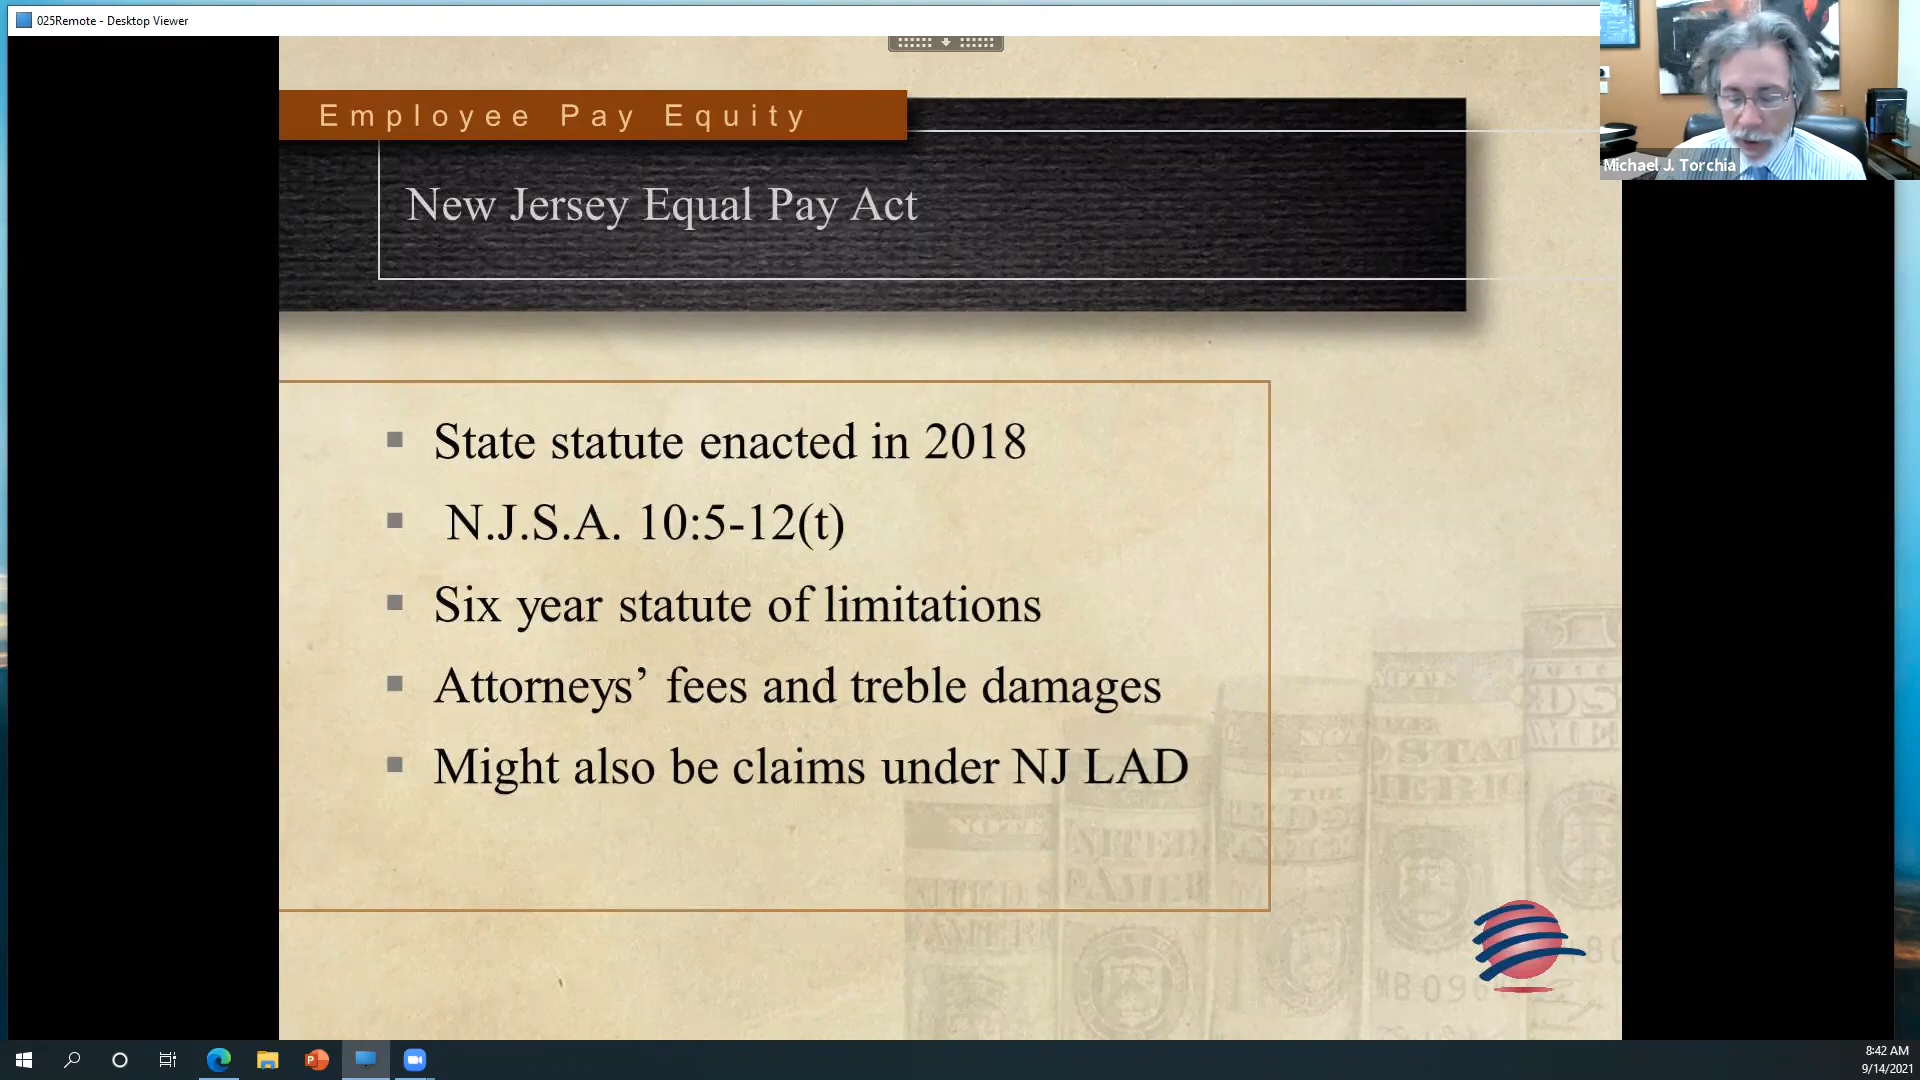 025Remote - Desktop Viewer
Michael J. Torchia
Employee Pay Equity
New Jersey Equal Pay Act
State statute enacted in 2018
N.J.S.A. 10:5-12(t)
Six year statute of limitations
Attorneys’ fees and treble damages
Might also be claims under NJ LAD
8:42 AM
9/14/2021